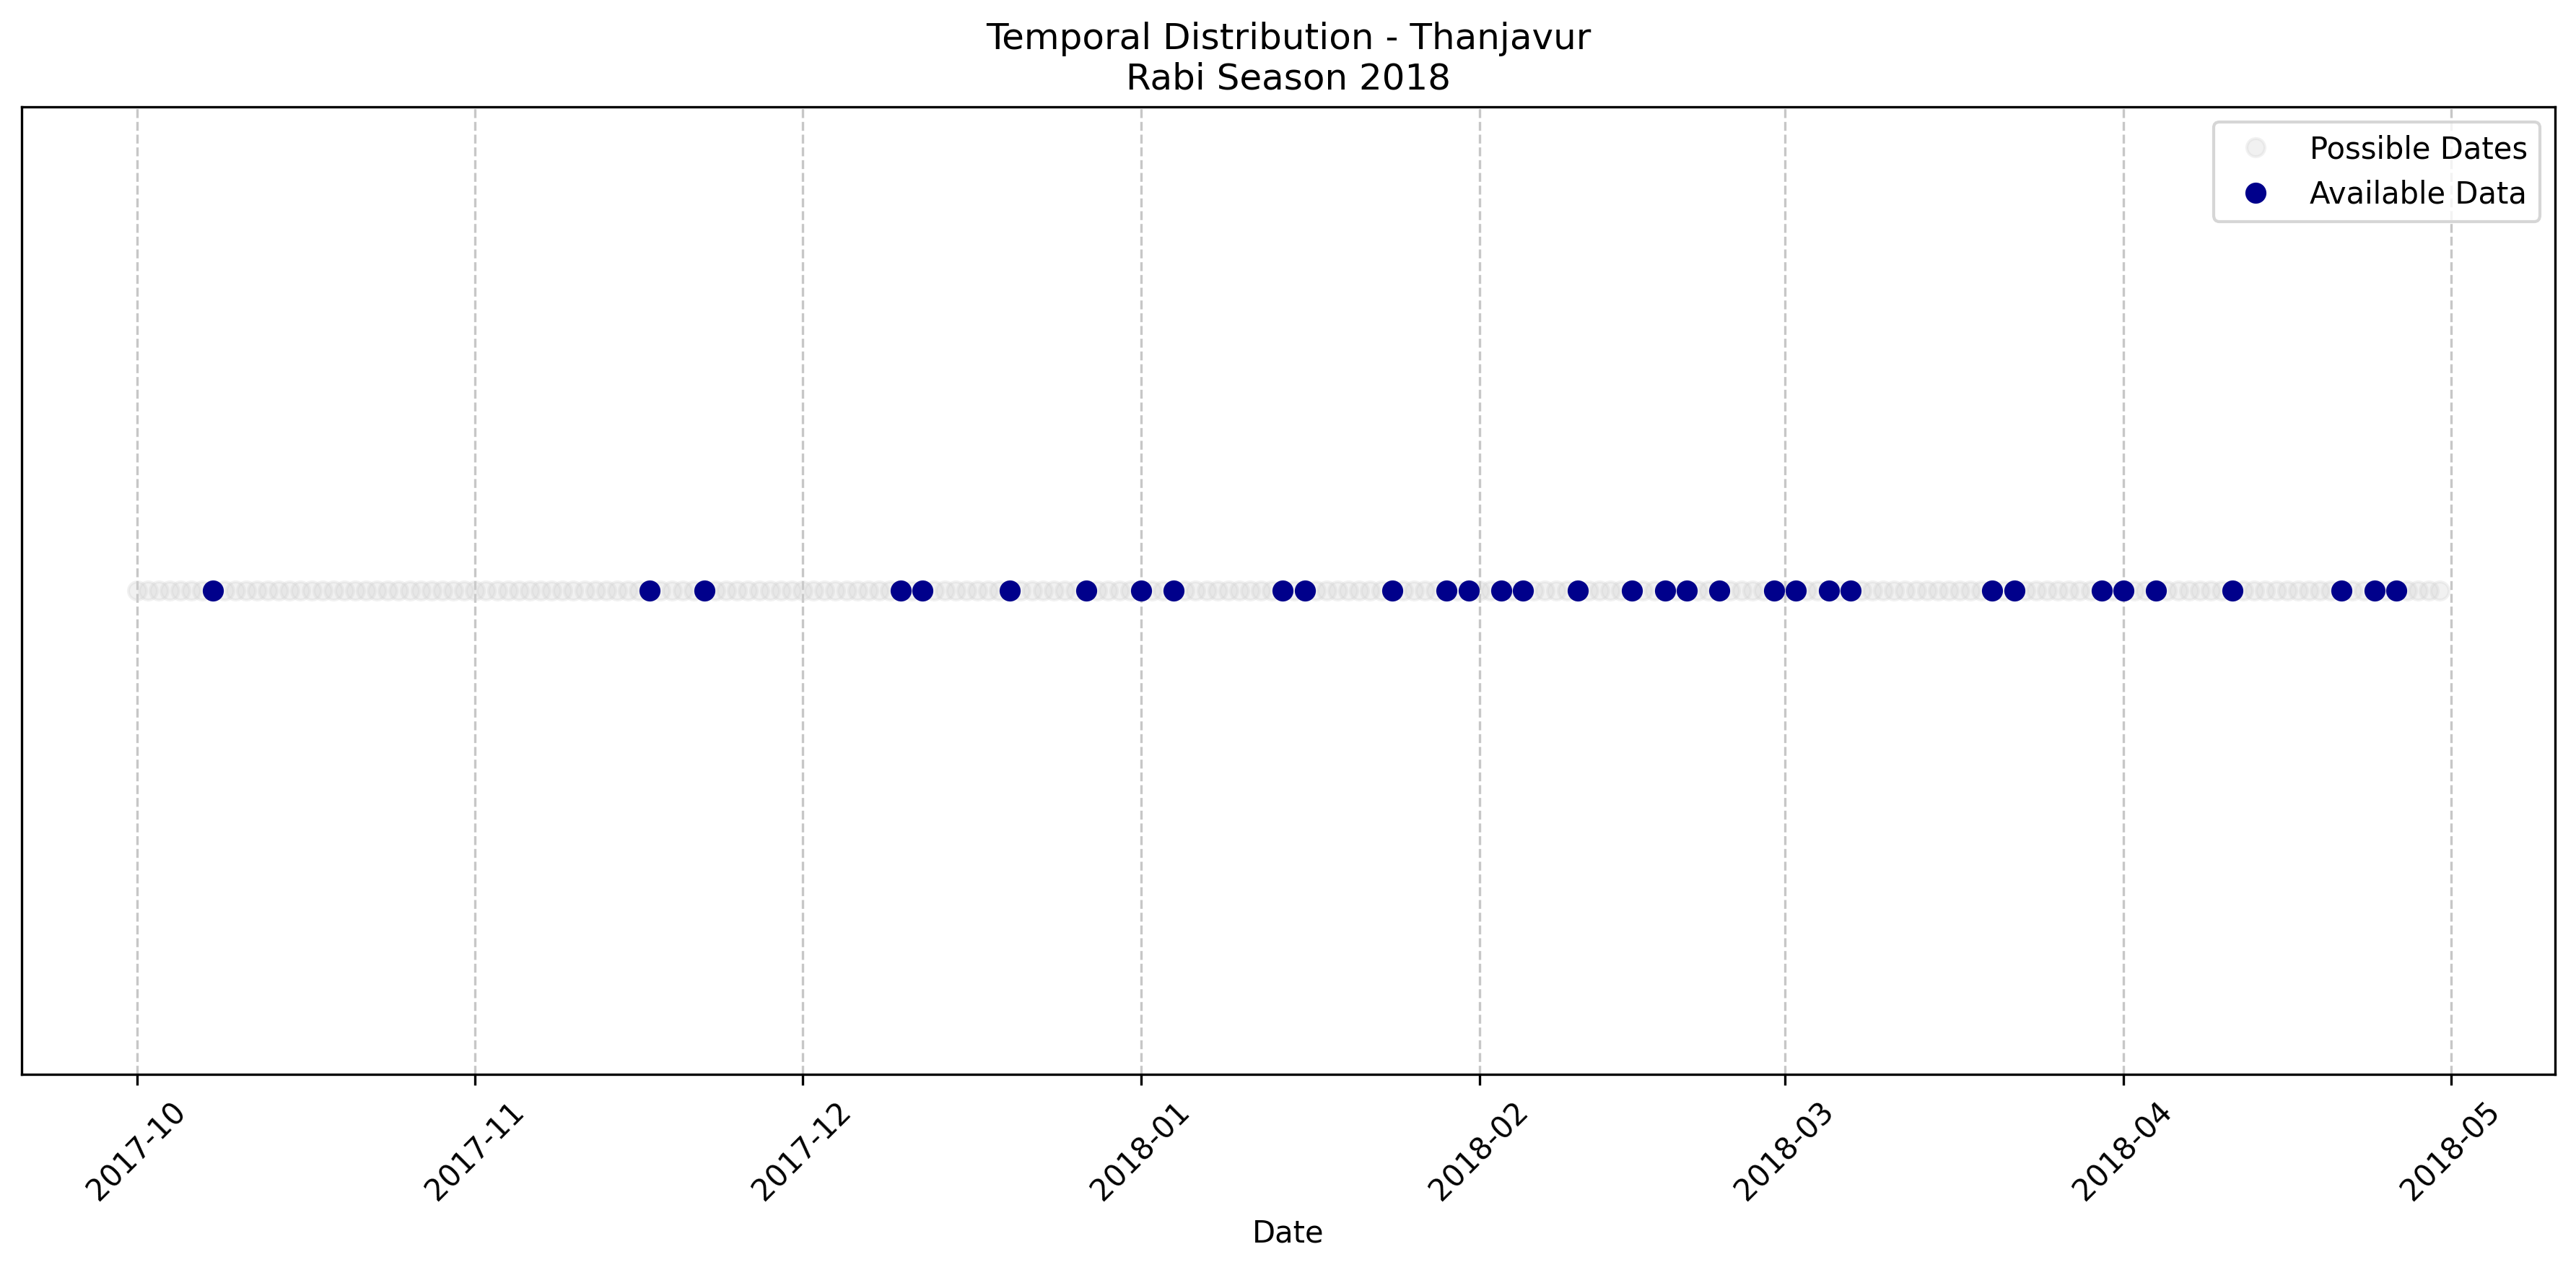 Temporal Distribution - Thanjavur
Rabi Season 2018
Possible Dates
Available Data
2017-10
2017-11
2017-12
2018-01
2018-02
2018-03
2018-04
2018-05
Date